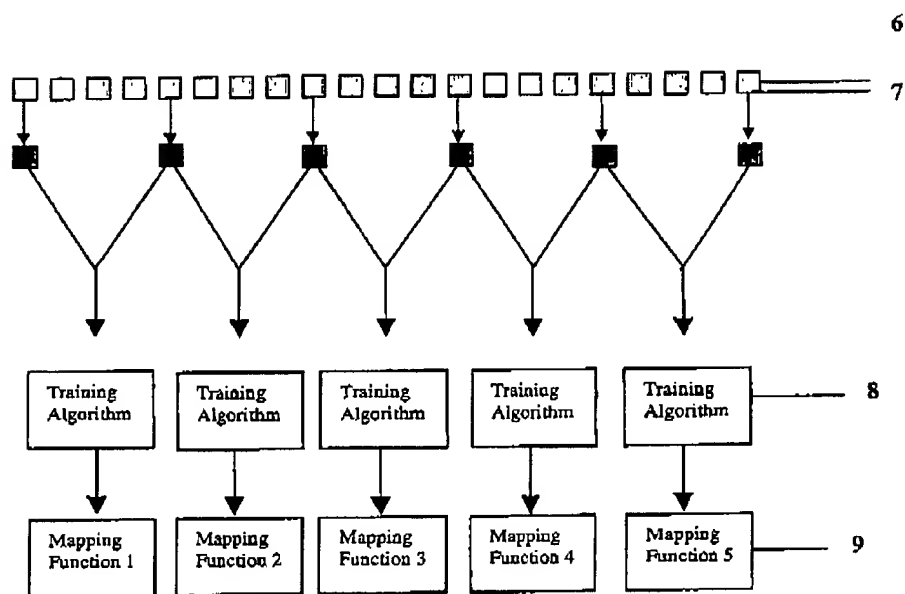 6
7
Training
Algorithm
Training
Algorithm
Training
Algorithm
Training
Algorithm
Training
Algorithm
8
Mapping
Function 1
Mapping
Function 2
Mapping
Function 3
Mapping
Function 4
Mapping
Function 5
9